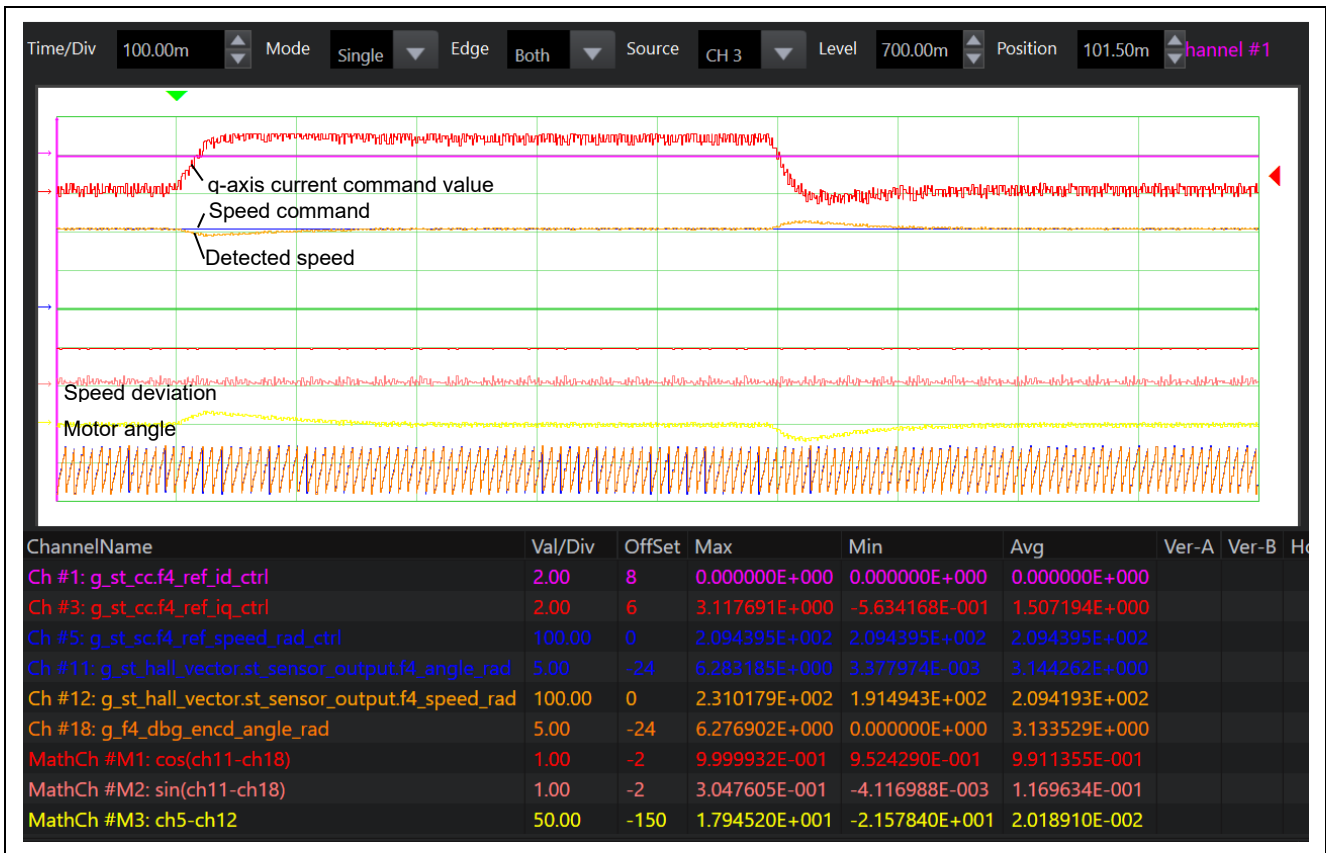 Time/Div 100.00m Mode Single Edge Both Source CH 3 Level 700.00m Position 101.50m hannel #1
q-axis current command value
Speed command
Detected speed
Speed deviation
Motor angle
ChannelName Val/Div OffSet Max Min Avg Ver-A Ver-B Ho
Ch #1: g_st_cc.f4_ref_id_ctrl 2.00 8 0.000000E+000 0.000000E+000 0.000000E+000
Ch #3: g_st_cc.f4_ref_iq_ctrl 2.00 6 3.117691E+000 -5.634168E-001 1.507194E+000
Ch #5: g_st_sc.f4_ref_speed_rad_ctrl 100.00 0 2.094395E+002 2.094395E+002 2.094395E+002
Ch #11: g_st_hall_vector.st_sensor_output.f4_angle_rad 5.00 -24 6.283185E+000 3.377974E-003 3.144262E+000
Ch #12: g_st_hall_vector.st_sensor_output.f4_speed_rad 100.00 0 2.310179E+002 1.914943E+002 2.094193E+002
Ch #18: g_f4_dbg_encd_angle_rad 5.00 -24 6.276902E+000 0.000000E+000 3.133529E+000
MathCh #M1: cos(ch11-ch18) 1.00 -2 9.999932E-001 9.524290E-001 9.911355E-001
MathCh #M2: sin(ch11-ch18) 1.00 -2 3.047605E-001 -4.116988E-003 1.169634E-001
MathCh #M3: ch5-ch12 50.00 -150 1.794520E+001 -2.157840E+001 2.018910E-002